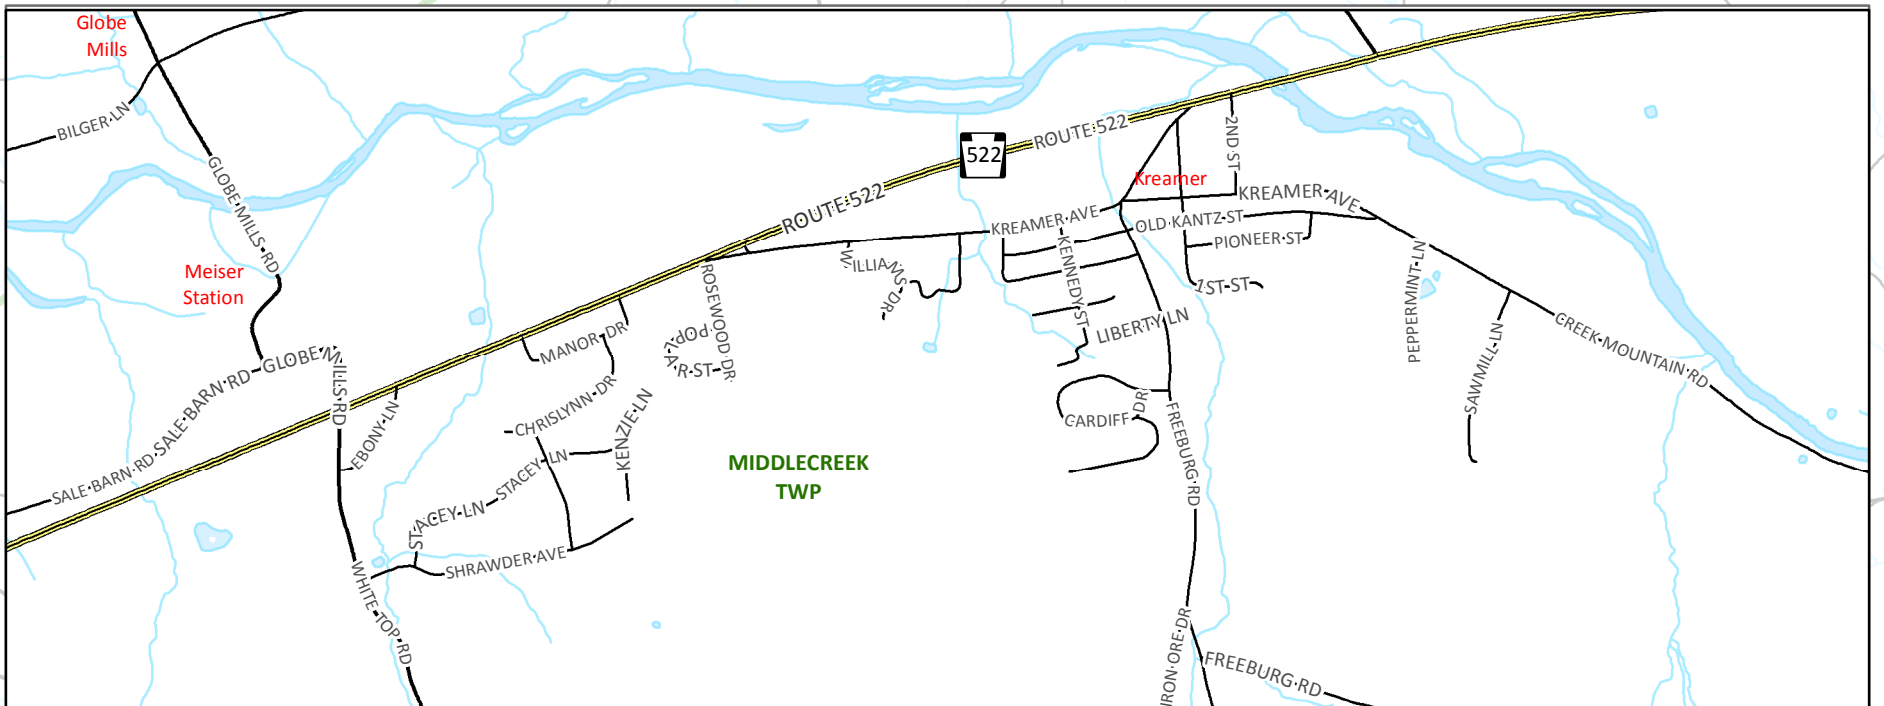 Globe
Mills
BILGER LN
GLOBE MILLS RD
ROUTE 522
522
ROUTE 522
2ND ST
Kreamer
KREAMER AVE
KREAMER AVE
OLD KANTZ ST
PIONEER ST
1ST ST
KENNEDY ST
WILLIAMS DR
Meiser
Station
ROSEWOOD DR
POPLAR ST
MANOR DR
LIBERTY LN
PEPPERMINT LN
SAWMILL LN
CREEK MOUNTAIN RD
GLOBE MILLS RD
SALE BARN RD
SALE BARN RD
EBONY LN
CHRISLYNN DR
KENZIE LN
STACEY LN
STACEY LN
CARDIFF DR
FREEBURG RD
MIDDLECREEK
TWP
SHRAWDER AVE
WHITE TOP RD
IRON ORE DR
FREEBURG RD